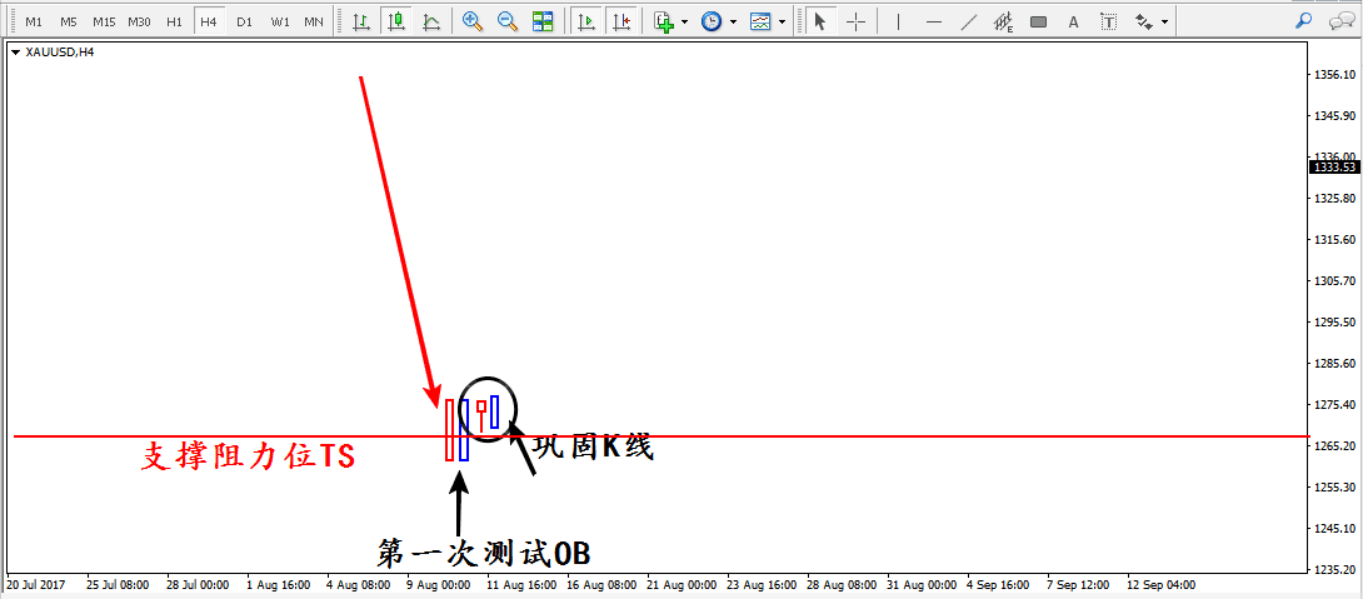 M1 M5 M15 M30 H1 H4 D1 W1 MN E A T
XAUUSD,H4
1356.10
1345.90
1336.00
1333.53
1325.80
1315.60
1305.70
1295.50
1285.60
1275.40
1265.20
1255.30
1245.10
1235.20
支撑阻力位TS
巩固K线
第一次测试OB
20 Jul 2017 25 Jul 08:00 28 Jul 00:00 1 Aug 16:00 4 Aug 08:00 9 Aug 00:00 11 Aug 16:00 16 Aug 08:00 21 Aug 00:00 23 Aug 16:00 28 Aug 08:00 31 Aug 00:00 4 Sep 16:00 7 Sep 12:00 12 Sep 04:00